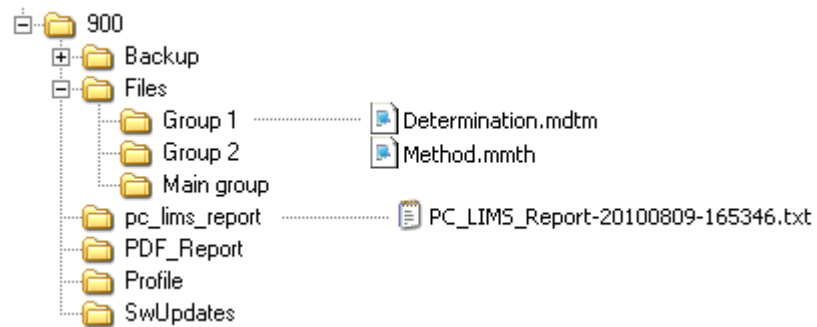 900
Backup
Files
Group 1 Determination.mdtm
Group 2 Method.mmth
Main group
pc_lims_report PC_LIMS_Report-20100809-165346.txt
PDF_Report
Profile
SwUpdates